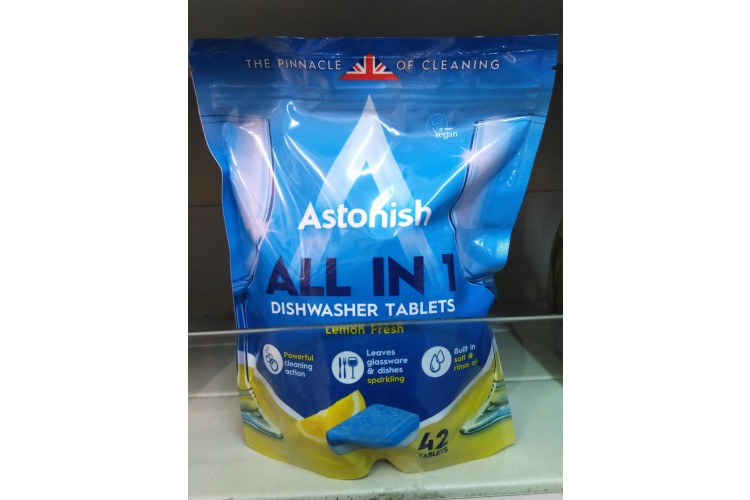 THE PINNACLE OF CLEANING
vegan
Astonish
ALL IN 1
DISHWASHER TABLETS
Lemon Fresh
Powerful
cleaning
action
Leaves
glassware
& dishes
sparkling
Built in
salt &
rinse
42
TABLETS